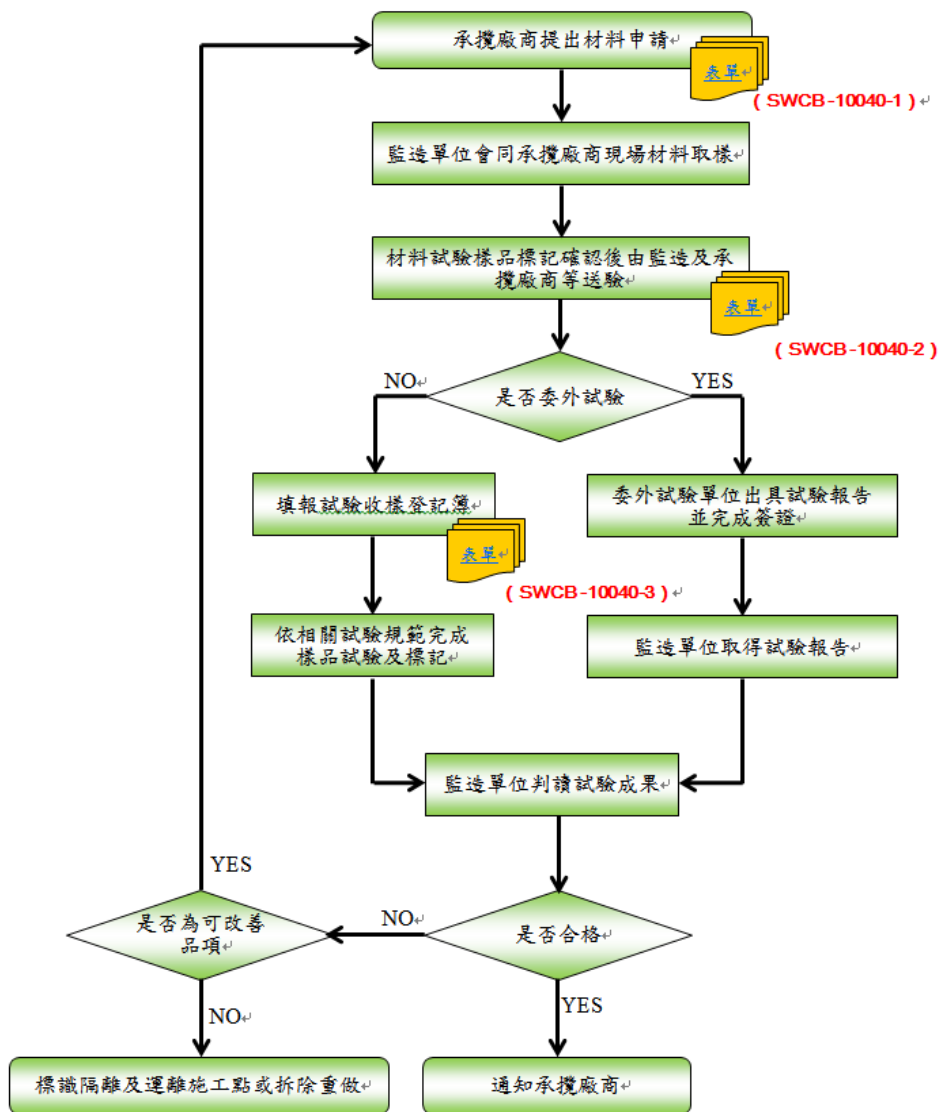 承攬廠商提出材料申請
表單
(SWCB-10040-1)
監造單位會同承攬廠商現場材料取樣
材料試驗樣品標記確認後由監造及承
攬廠商等送驗
表單
(SWCB-10040-2)
NO
YES
是否委外試驗
填報試驗收樣登記簿
表單
(SWCB-10040-3)
委外試驗單位出具試驗報告
並完成簽證
依相關試驗規範完成
樣品試驗及標記
監造單位取得試驗報告
監造單位判讀試驗成果
YES
是否為可改善
品項
NO
是否合格
NO
YES
標識隔離及運離施工點或拆除重做
通知承攬廠商